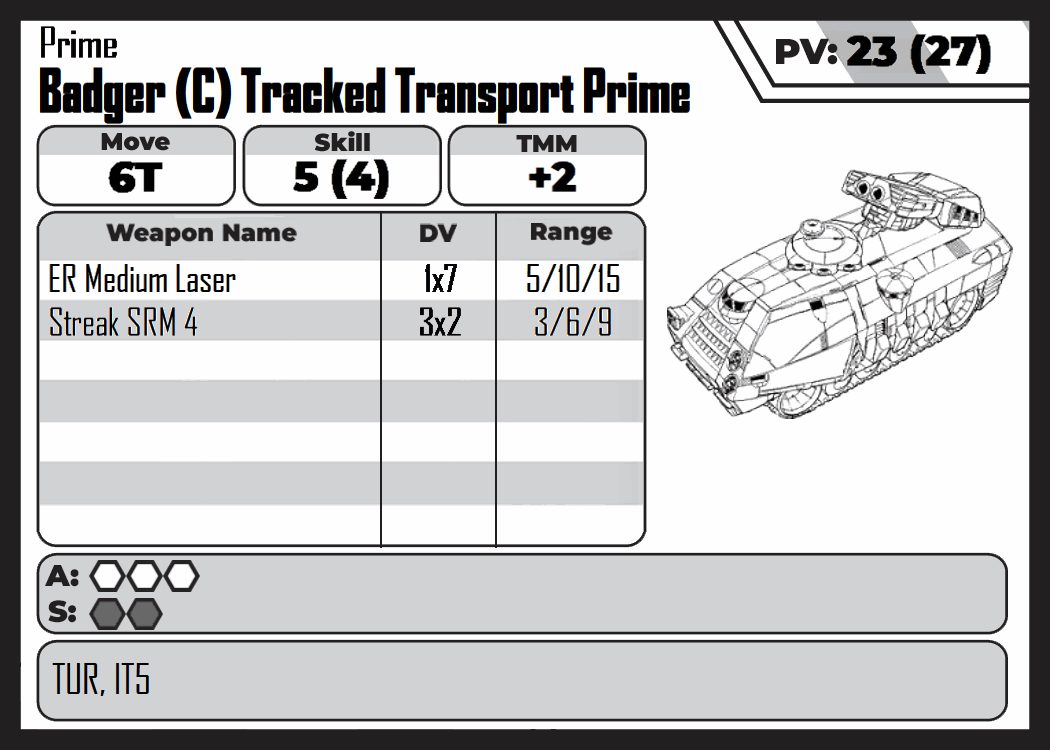 Prime
PV: 23 (27)
Badger (C) Tracked Transport Prime
Move Skill TMM
6T 5 (4) +2
Weapon Name DV Range
ER Medium Laser 1x7 5/10/15
Streak SRM 4 3x2 3/6/9
A:
S:
TUR, IT5